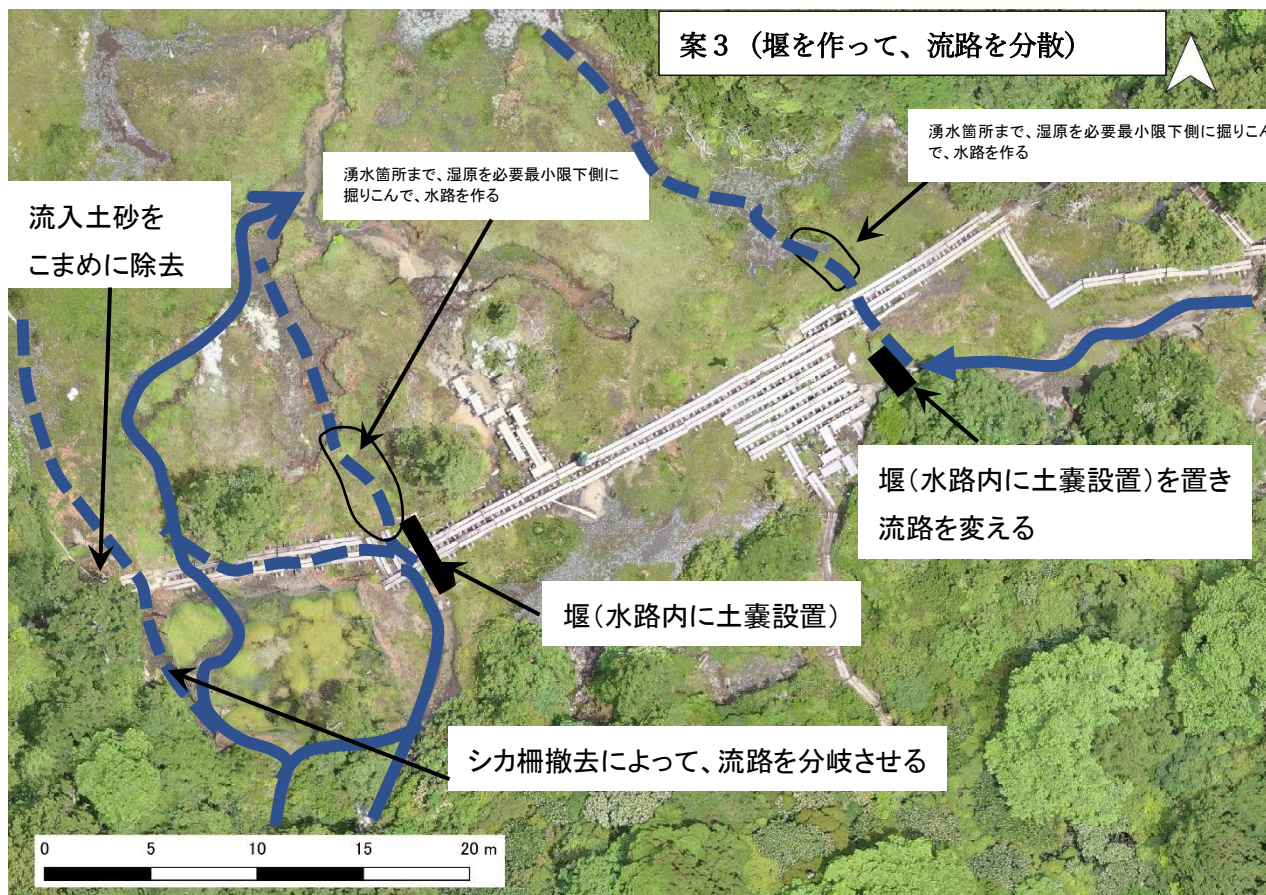 案３（堰を作って、流路を分散）
湧水箇所まで、湿原を必要最小限下側に掘りこん
で、水路を作る
湧水箇所まで、湿原を必要最小限下側に
掘りこんで、水路を作る
流入土砂を
こまめに除去
堰（水路内に土嚢設置）を置き
流路を変える
堰（水路内に土嚢設置）
シカ柵撤去によって、流路を分岐させる
0 5 10 15 20 m